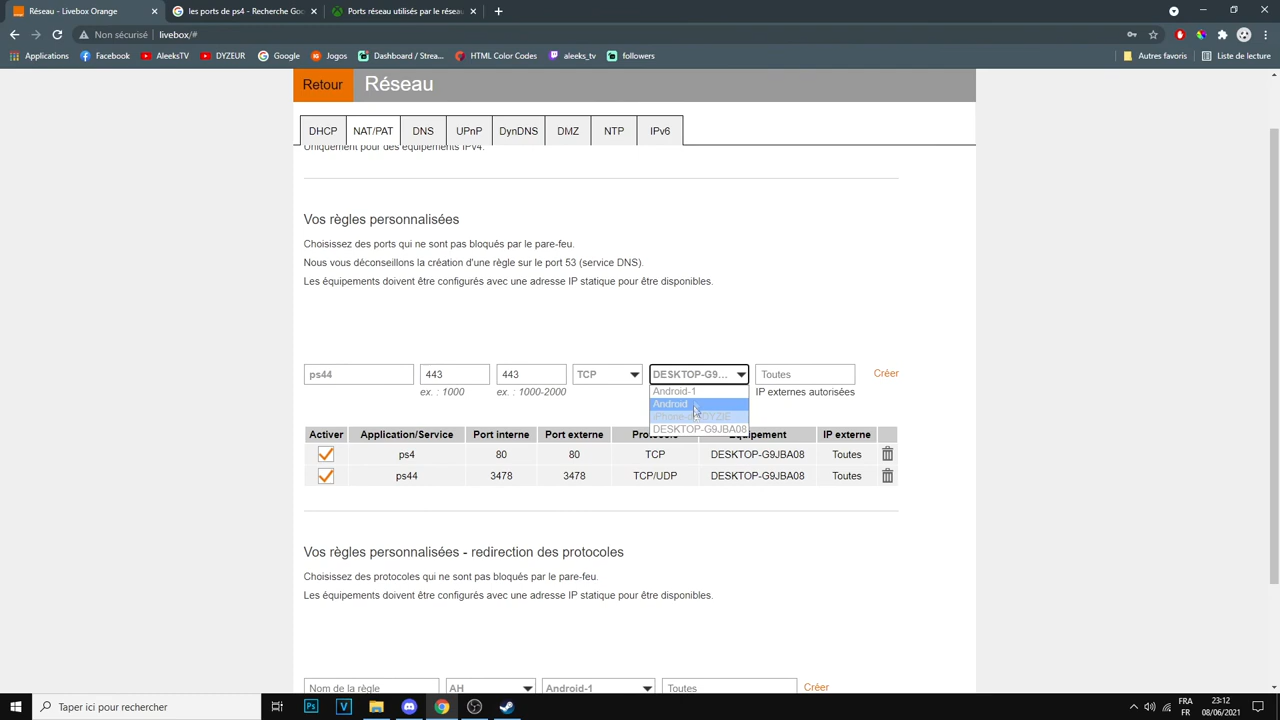 Réseau - Livebox Orange
les ports de ps4 - Recherche Goo
Ports réseau utilisés par le résea
Non sécurisé
livebox/#
Applications
Facebook
AleeksTV
DYZEUR
Google
Jogos
Dashboard / Strea...
HTML Color Codes
aleeks_tv
followers
Autres favoris
Liste de lecture
Retour
Réseau
DHCP
NAT/PAT
DNS
UPnP
DynDNS
DMZ
NTP
IPv6
Uniquement pour des équipements IPv4.
Vos règles personnalisées
Choisissez des ports qui ne sont pas bloqués par le pare-feu.
Nous vous déconseillons la création d'une règle sur le port 53 (service DNS).
Les équipements doivent être configurés avec une adresse IP statique pour être disponibles.
ps44
443
443
TCP
DESKTOP-G9...
Toutes
Créer
ex. : 1000
ex. : 1000-2000
Android-1
IP externes autorisées
Android
DESKTOP-G9JBA08
Activer Application/Service Port interne Port externe Protocole Équipement IP externe
ps4 80 80 TCP DESKTOP-G9JBA08 Toutes
ps44 3478 3478 TCP/UDP DESKTOP-G9JBA08 Toutes
Vos règles personnalisées - redirection des protocoles
Choisissez des protocoles qui ne sont pas bloqués par le pare-feu.
Les équipements doivent être configurés avec une adresse IP statique pour être disponibles.
Nom de la règle
AH
Android-1
Toutes
Créer
Taper ici pour rechercher
FRA
FR
23:12
08/06/2021